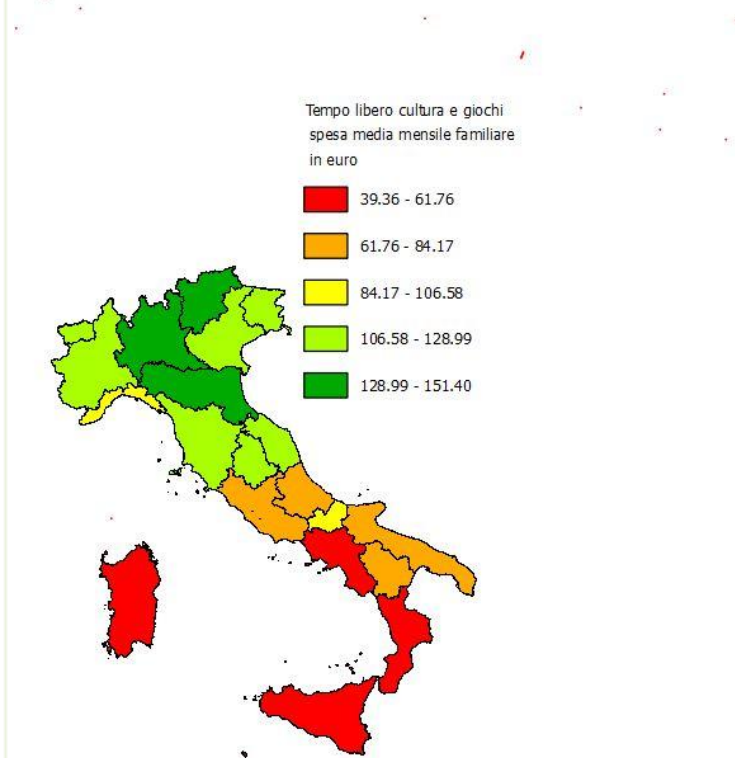 Tempo libero cultura e giochi
spesa media mensile familiare
in euro
39.36 - 61.76
61.76 - 84.17
84.17 - 106.58
106.58 - 128.99
128.99 - 151.40